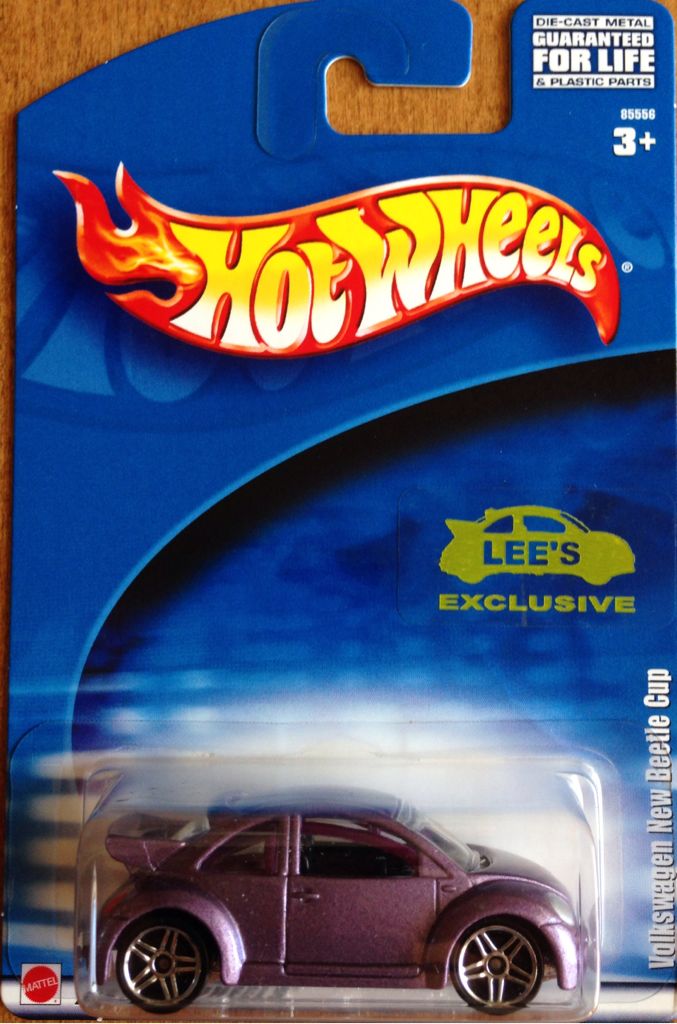 DIE-CAST METAL
GUARANTEED
FOR LIFE
& PLASTIC PARTS
85556
3+
Hot Wheels ®
LEE'S
EXCLUSIVE
Volkswagen New Beetle Cup
MATTEL